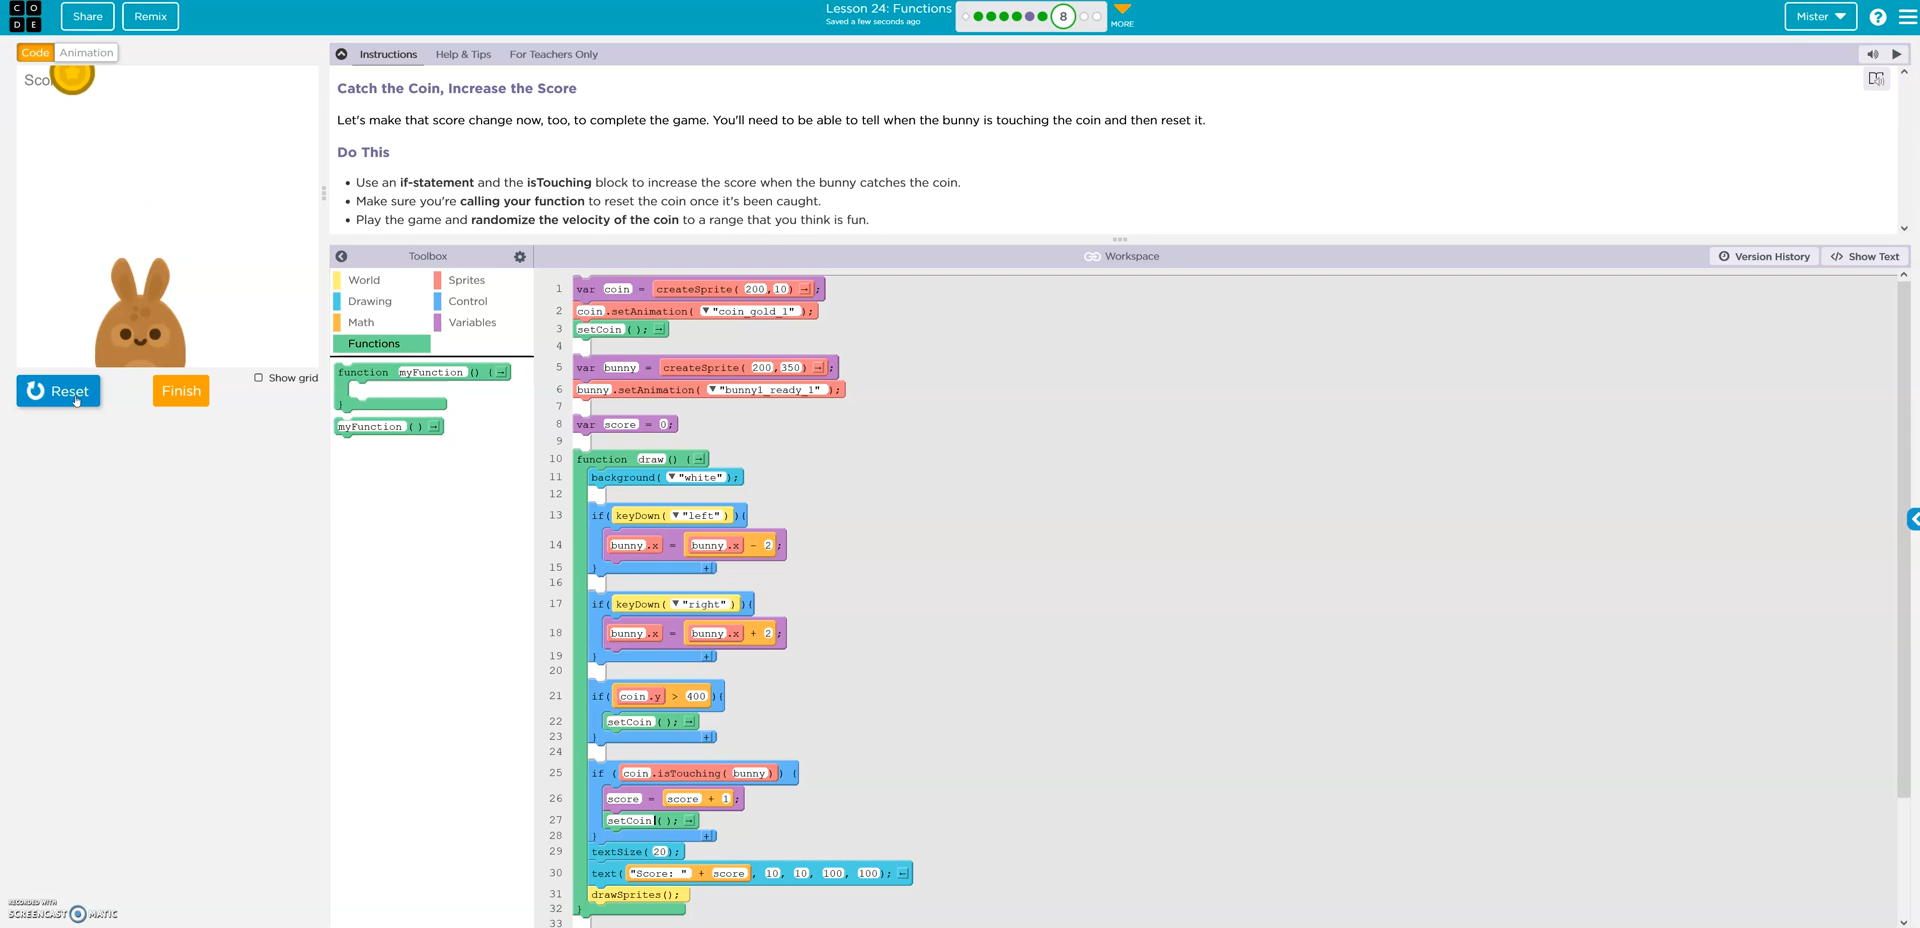 C O
D E
Share
Remix
Lesson 24: Functions
Saved a few seconds ago
8
MORE
Mister
?
Code
Animation
Sco
Reset
Finish
Show grid
Instructions
Help & Tips
For Teachers Only
Catch the Coin, Increase the Score
Let's make that score change now, too, to complete the game. You'll need to be able to tell when the bunny is touching the coin and then reset it.
Do This
Use an if-statement and the isTouching block to increase the score when the bunny catches the coin.
Make sure you're calling your function to reset the coin once it's been caught.
Play the game and randomize the velocity of the coin to a range that you think is fun.
Toolbox
Workspace
Version History
</> Show Text
World
Sprites
Drawing
Control
Math
Variables
Functions
function myFunction () {
}
myFunction ()
1 var coin = createSprite( 200,10);
2 coin.setAnimation( "coin_gold_1" );
3 setCoin ();
4
5 var bunny = createSprite( 200,350);
6 bunny.setAnimation( "bunny1_ready_1" );
7
8 var score = 0;
9
10 function draw() {
11 background( "white" );
12
13 if( keyDown( "left" ) ){
14 bunny.x = bunny.x - 2;
15 }
16
17 if( keyDown( "right" ) ){
18 bunny.x = bunny.x + 2;
19 }
20
21 if( coin.y > 400 ){
22 setCoin ();
23 }
24
25 if ( coin.isTouching( bunny) ) {
26 score = score + 1;
27 setCoin ();
28 }
29 textSize( 20);
30 text( "Score: " + score, 10, 10, 100, 100);
31 drawSprites();
32 }
33
RECORDED WITH
SCREENCAST MATIC